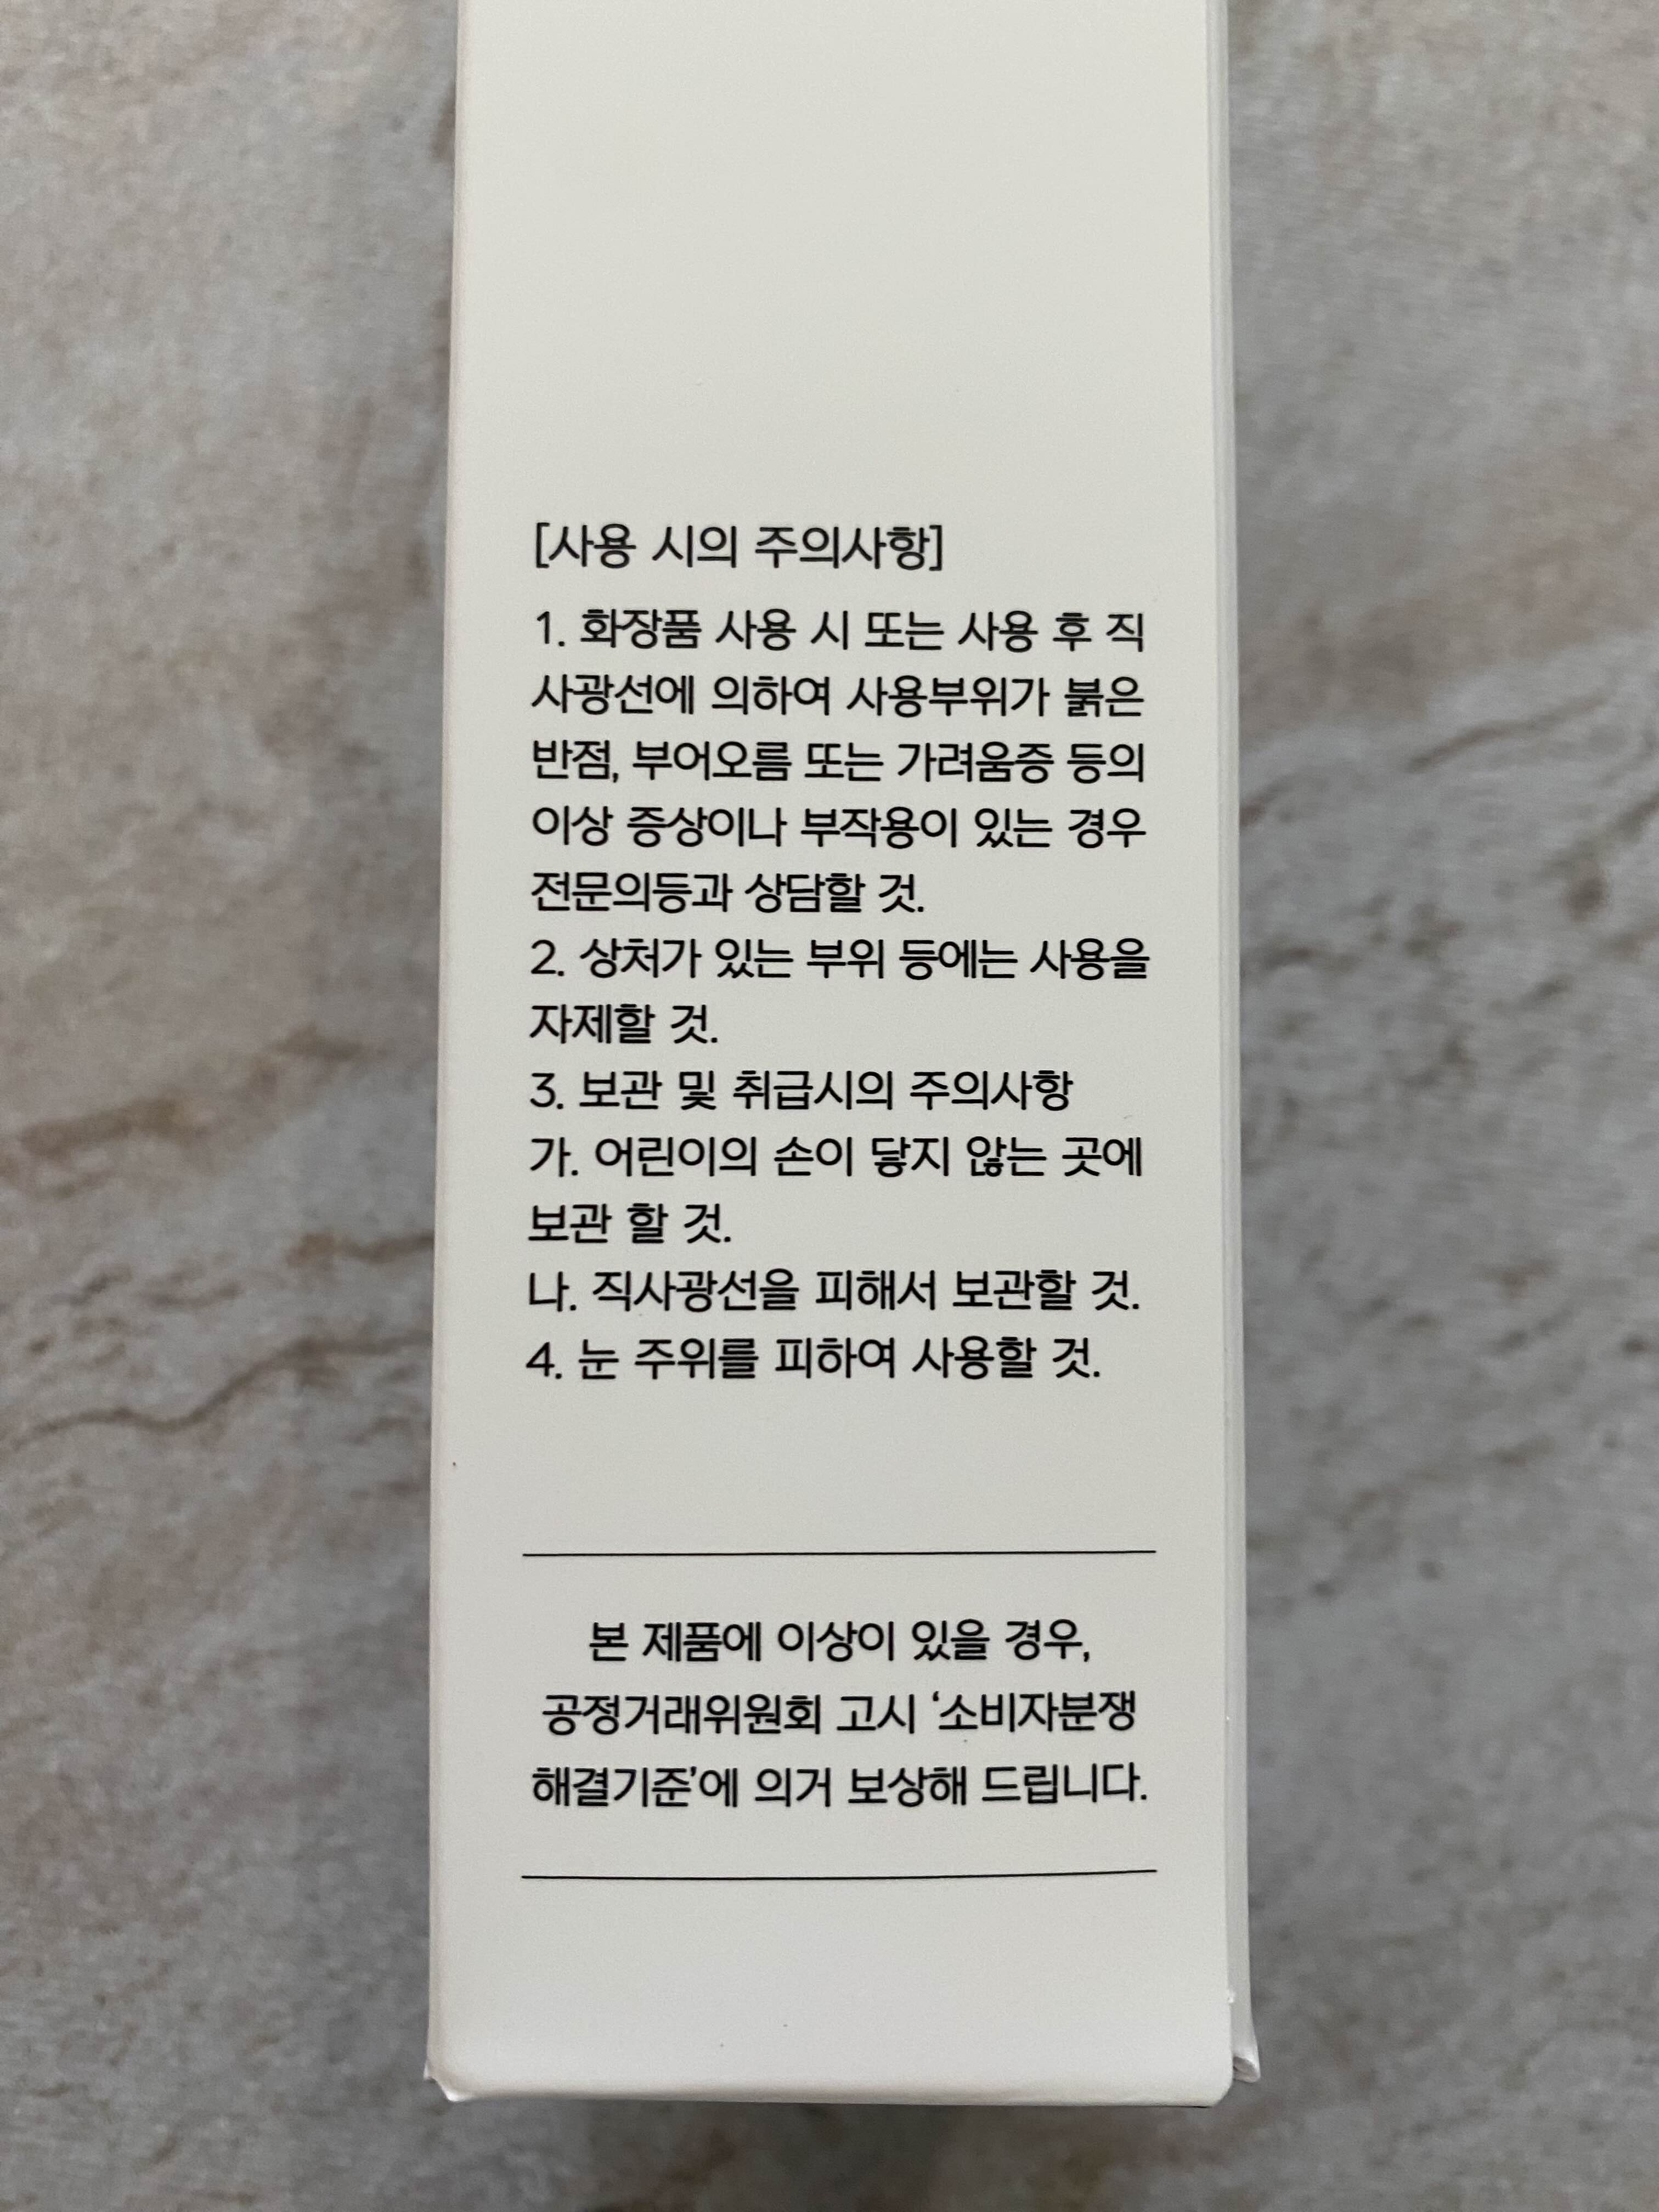 [사용 시의 주의사항]
1. 화장품 사용 시 또는 사용 후 직
사광선에 의하여 사용부위가 붉은
반점, 부어오름 또는 가려움증 등의
이상 증상이나 부작용이 있는 경우
전문의등과 상담할 것.
2. 상처가 있는 부위 등에는 사용을
자제할 것.
3. 보관 및 취급시의 주의사항
가. 어린이의 손이 닿지 않는 곳에
보관 할 것.
나. 직사광선을 피해서 보관할 것.
4. 눈 주위를 피하여 사용할 것.
본 제품에 이상이 있을 경우,
공정거래위원회 고시 ‘소비자분쟁
해결기준’에 의거 보상해 드립니다.